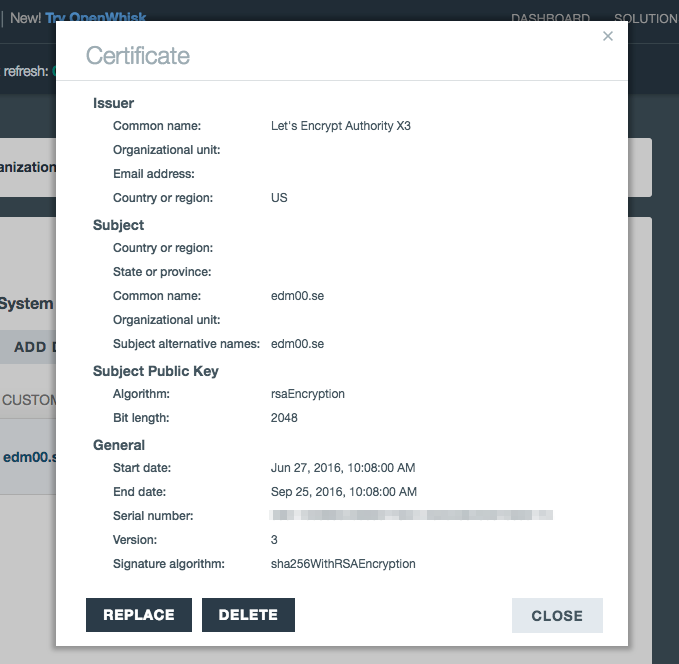 New! Try OpenWhisk
DASHBOARD SOLUTION
refresh:
Certificate
×
Issuer
Common name: Let's Encrypt Authority X3
Organizational unit:
Email address:
Country or region: US
Subject
Country or region:
State or province:
Common name: edm00.se
Organizational unit:
Subject alternative names: edm00.se
Subject Public Key
Algorithm: rsaEncryption
Bit length: 2048
General
Start date: Jun 27, 2016, 10:08:00 AM
End date: Sep 25, 2016, 10:08:00 AM
Serial number:
Version: 3
Signature algorithm: sha256WithRSAEncryption
REPLACE DELETE CLOSE
anization
System
ADD D
CUSTOM
edm00.s